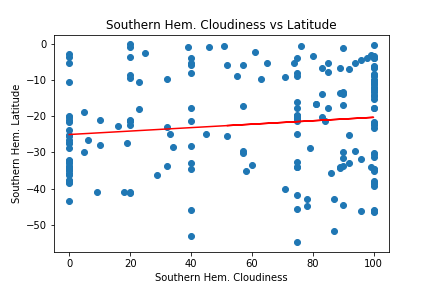 Southern Hem. Cloudiness vs Latitude
Southern Hem. Latitude
0
−10
−20
−30
−40
−50
0 20 40 60 80 100
Southern Hem. Cloudiness